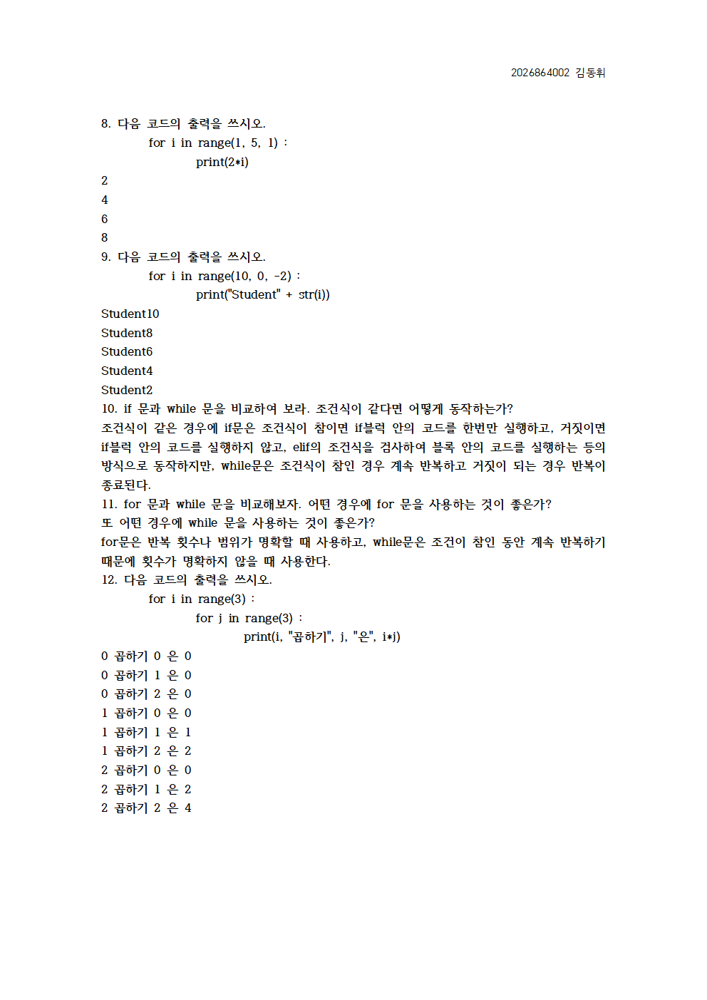 2026864002 김동휘
8. 다음 코드의 출력을 쓰시오.
for i in range(1, 5, 1) :
print(2*i)
2
4
6
8
9. 다음 코드의 출력을 쓰시오.
for i in range(10, 0, -2) :
print("Student" + str(i))
Student10
Student8
Student6
Student4
Student2
10. if 문과 while 문을 비교하여 보라. 조건식이 같다면 어떻게 동작하는가?
조건식이 같은 경우에 if문은 조건식이 참이면 if블럭 안의 코드를 한번만 실행하고, 거짓이면
if블럭 안의 코드를 실행하지 않고, elif의 조건식을 검사하여 블록 안의 코드를 실행하는 등의
방식으로 동작하지만, while문은 조건식이 참인 경우 계속 반복하고 거짓이 되는 경우 반복이
종료된다.
11. for 문과 while 문을 비교해보자. 어떤 경우에 for 문을 사용하는 것이 좋은가?
또 어떤 경우에 while 문을 사용하는 것이 좋은가?
for문은 반복 횟수나 범위가 명확할 때 사용하고, while문은 조건이 참인 동안 계속 반복하기
때문에 횟수가 명확하지 않을 때 사용한다.
12. 다음 코드의 출력을 쓰시오.
for i in range(3) :
for j in range(3) :
print(i, "곱하기", j, "은", i*j)
0 곱하기 0 은 0
0 곱하기 1 은 0
0 곱하기 2 은 0
1 곱하기 0 은 0
1 곱하기 1 은 1
1 곱하기 2 은 2
2 곱하기 0 은 0
2 곱하기 1 은 2
2 곱하기 2 은 4